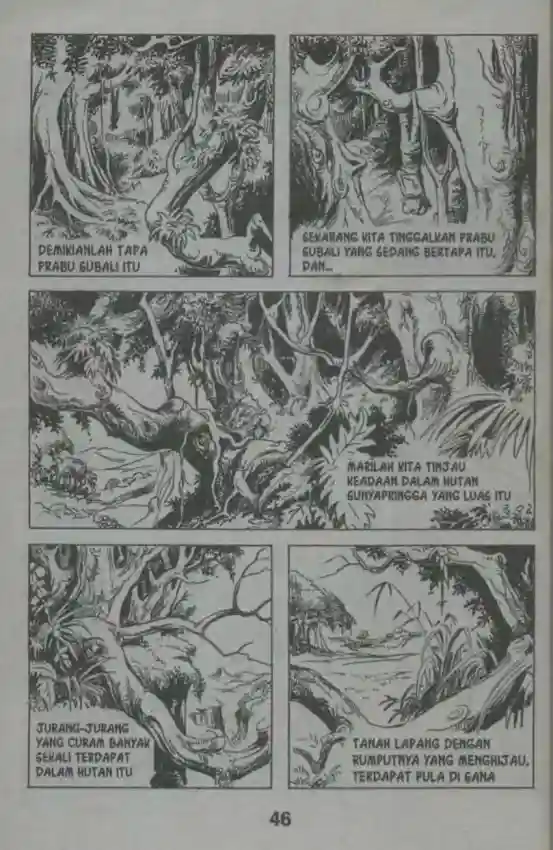 DEMIKIANLAH TAPA
PRABU SUBALI ITU
SEKARANG KITA TINGGALKAN PRABU
SUBALI YANG SEDANG BERTAPA ITU,
DAN...
MARILAH KITA TINJAU
KEADAAN DALAM HUTAN
SUNYAPRINGGA YANG LUAS ITU
JURANG-JURANG
YANG CURAM BANYAK
SEKALI TERDAPAT
DALAM HUTAN ITU
TANAH LAPANG DENGAN
RUMPUTNYA YANG MENGHIJAU,
TERDAPAT PULA DI SANA
46